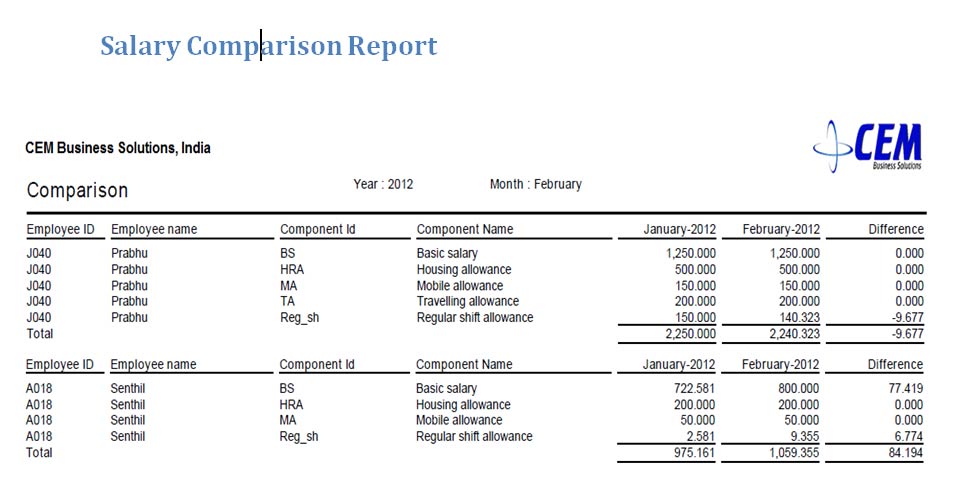 Salary Comparison Report
CEM
Business Solutions
CEM Business Solutions, India
Comparison Year : 2012 Month : February
Employee ID Employee name Component Id Component Name January-2012 February-2012 Difference
J040 Prabhu BS Basic salary 1,250.000 1,250.000 0.000
J040 Prabhu HRA Housing allowance 500.000 500.000 0.000
J040 Prabhu MA Mobile allowance 150.000 150.000 0.000
J040 Prabhu TA Travelling allowance 200.000 200.000 0.000
J040 Prabhu Reg_sh Regular shift allowance 150.000 140.323 -9.677
Total 2,250.000 2,240.323 -9.677
Employee ID Employee name Component Id Component Name January-2012 February-2012 Difference
A018 Senthil BS Basic salary 722.581 800.000 77.419
A018 Senthil HRA Housing allowance 200.000 200.000 0.000
A018 Senthil MA Mobile allowance 50.000 50.000 0.000
A018 Senthil Reg_sh Regular shift allowance 2.581 9.355 6.774
Total 975.161 1,059.355 84.194